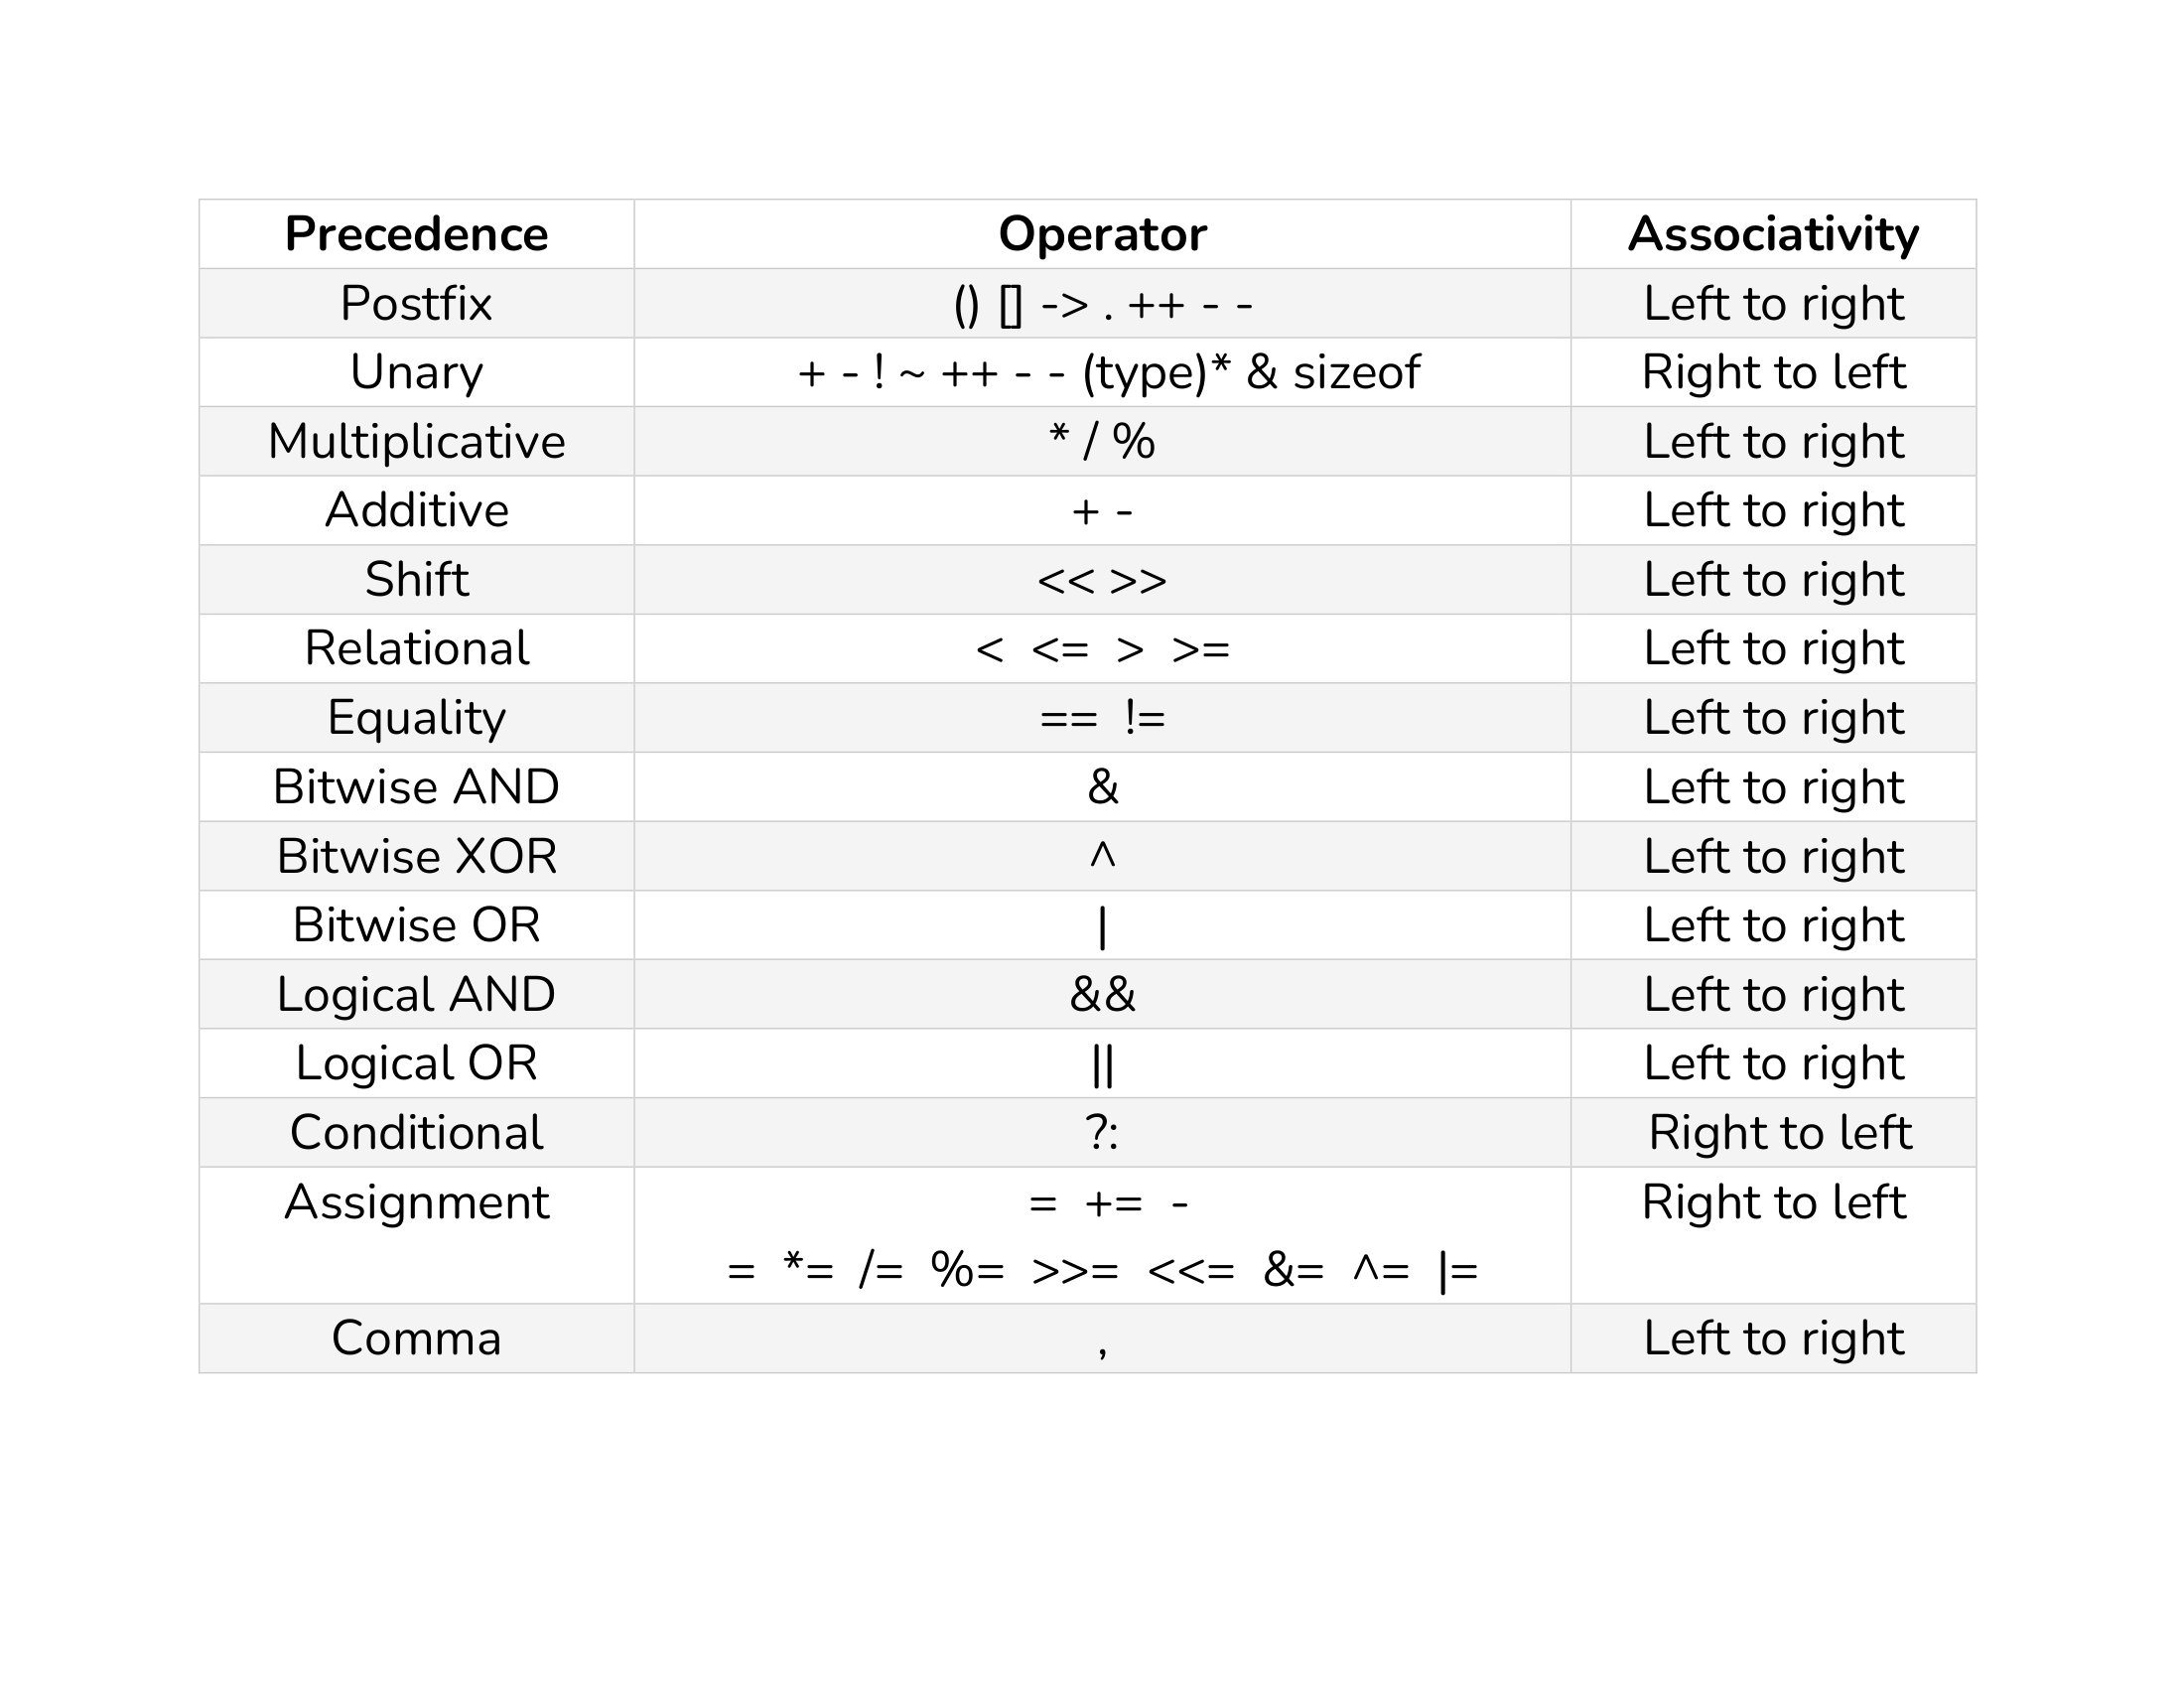 Precedence Operator Associativity
Postfix () [] -> . ++ - - Left to right
Unary + - ! ~ ++ - - (type)* & sizeof Right to left
Multiplicative * / % Left to right
Additive + - Left to right
Shift << >> Left to right
Relational < <= > >= Left to right
Equality == != Left to right
Bitwise AND & Left to right
Bitwise XOR ^ Left to right
Bitwise OR | Left to right
Logical AND && Left to right
Logical OR || Left to right
Conditional ?: Right to left
Assignment = += - Right to left
= *= /= %= >>= <<= &= ^= |=
Comma , Left to right